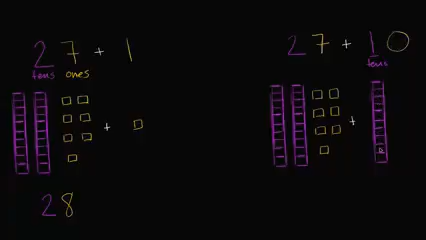 27 + 1
tens ones
+
28
27 + 10
tens
+